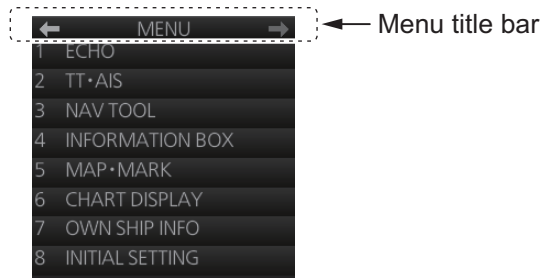 MENU
Menu title bar
1 ECHO
2 TT•AIS
3 NAV TOOL
4 INFORMATION BOX
5 MAP•MARK
6 CHART DISPLAY
7 OWN SHIP INFO
8 INITIAL SETTING